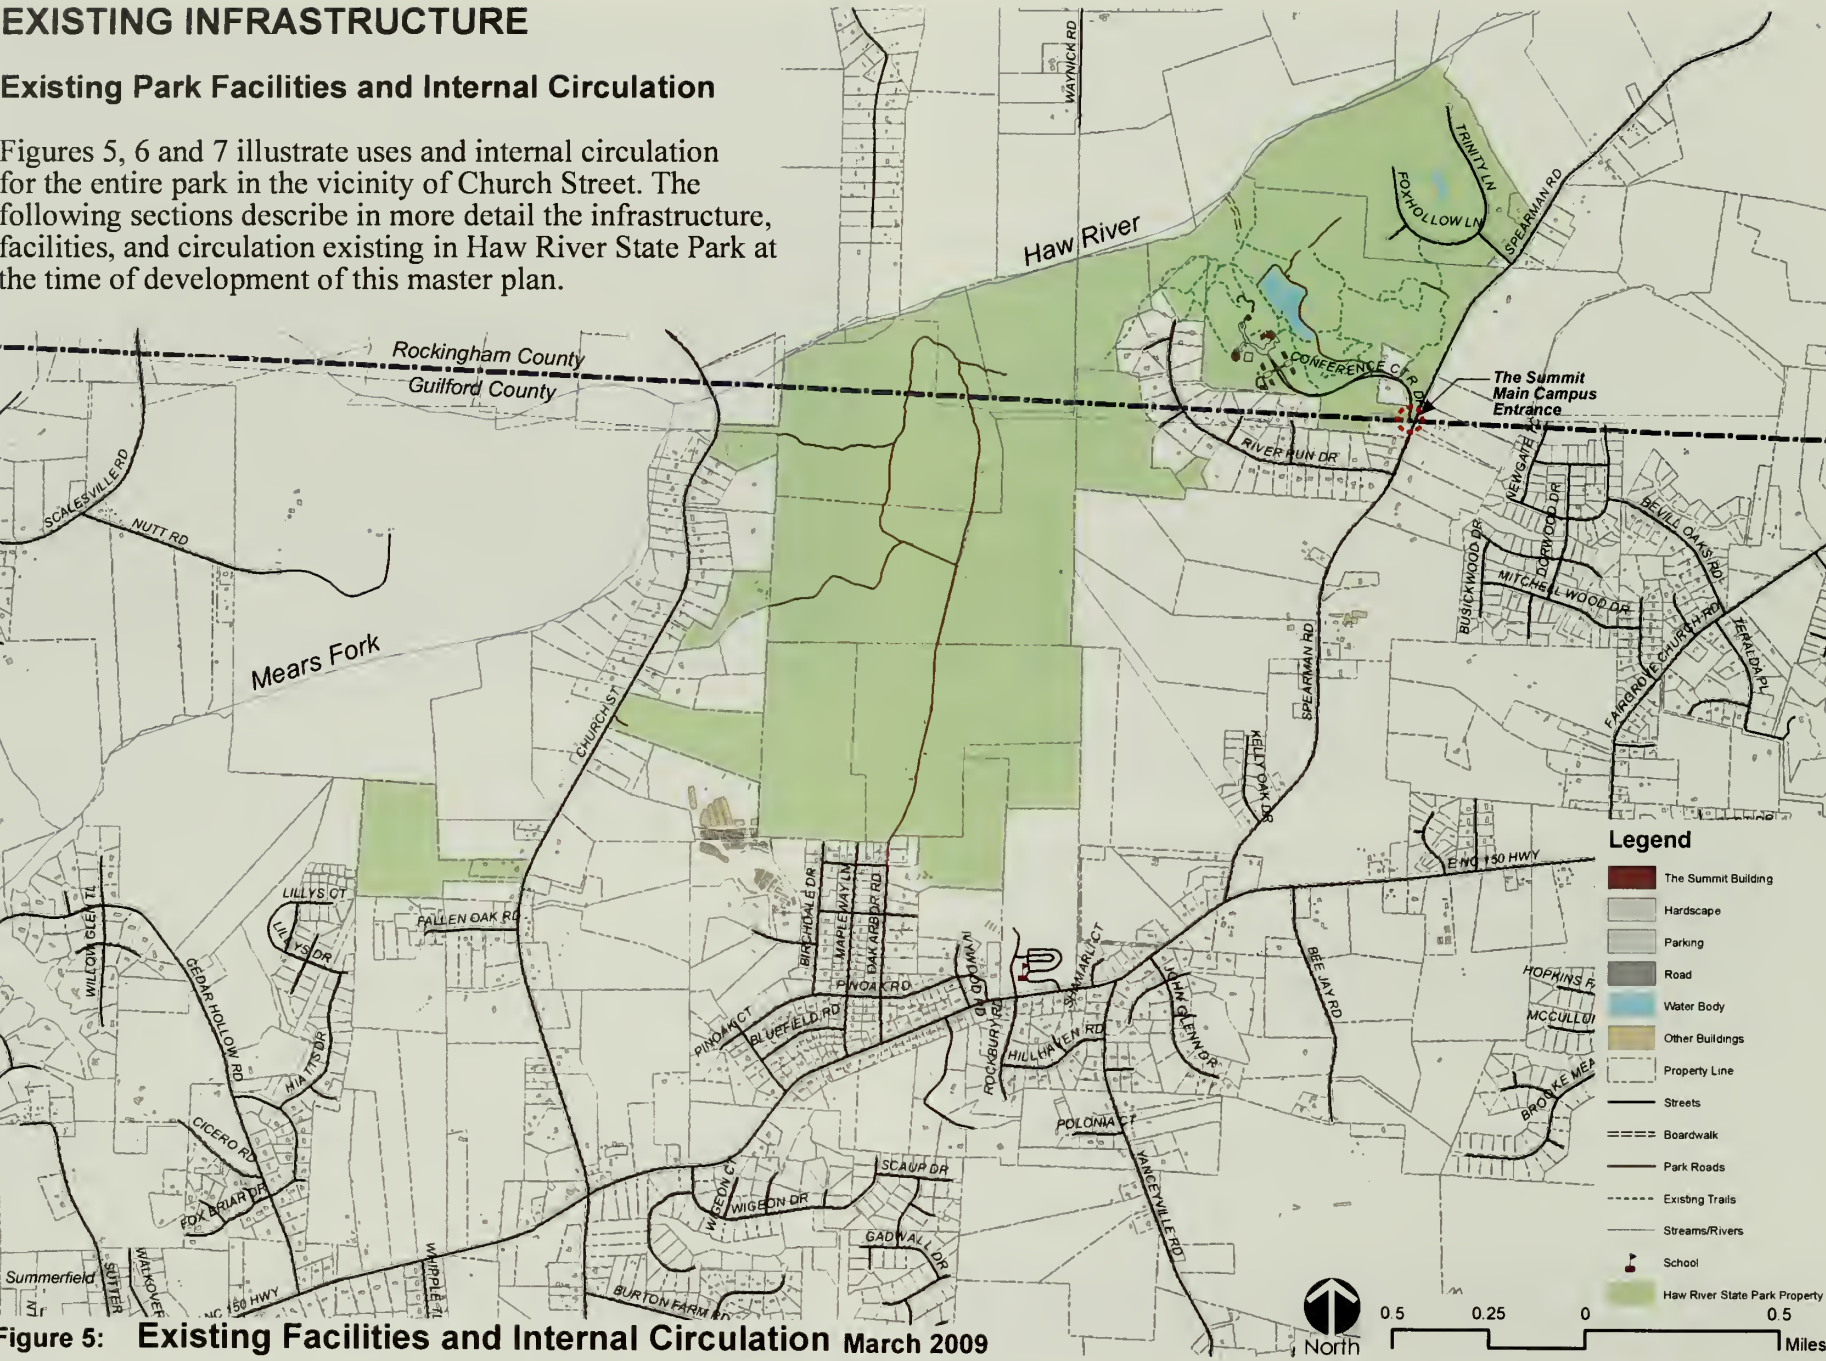 EXISTING INFRASTRUCTURE
Existing Park Facilities and Internal Circulation
Figures 5, 6 and 7 illustrate uses and internal circulation
for the entire park in the vicinity of Church Street. The
following sections describe in more detail the infrastructure,
facilities, and circulation existing in Haw River State Park at
the time of development of this master plan.
WAYNICK RD
TRINITY LN
FOXHOLLOW LN
SPEARMAN RD
Haw River
Rockingham County
Guilford County
CONFERENCE CTR DR
The Summit
Main Campus
Entrance
RIVER RUN DR
NEWGATE
DORWOOD DR
BEVILL OAKS RD
BUSICKWOOD DR
MITCHELL WOOD DR
SCALESVILLE RD
NUTT RD
Mears Fork
CHURCH ST
SPEARMAN RD
FAIRGROVE CHURCH RD
TERALDA PL
KELLY OAK DR
E NC 150 HWY
WILLOW GLEN TL
LILLYS CT
LILLYS DR
FALLEN OAK RD
CEDAR HOLLOW RD
HIATTS DR
CICERO RD
FOX BRIAR DR
BIRCHDALE DR
MAPLEWAY LN
OAK ARBOR RD
PINOAK RD
PINOAK CT
BLUEFIELD RD
IVYWOOD RD
ROCKBURY RD
SHAMARLI CT
HILLHAVEN RD
JOHN GLENN DR
BEE JAY RD
POLONIA CT
YANCEYVILLE RD
HOPKINS R
MCCULLU
BROOKE MEA
SCAUP DR
WIGEON CT
WIGEON DR
GADWALL DR
BURTON FARM RD
WHIPPLE TL
Summerfield
SUTTER
WALKOVER
NC 150 HWY
Legend
The Summit Building
Hardscape
Parking
Road
Water Body
Other Buildings
Property Line
Streets
Boardwalk
Park Roads
Existing Trails
Streams/Rivers
School
Haw River State Park Property
North
0.5 0.25 0 0.5
Miles
Figure 5: Existing Facilities and Internal Circulation March 2009